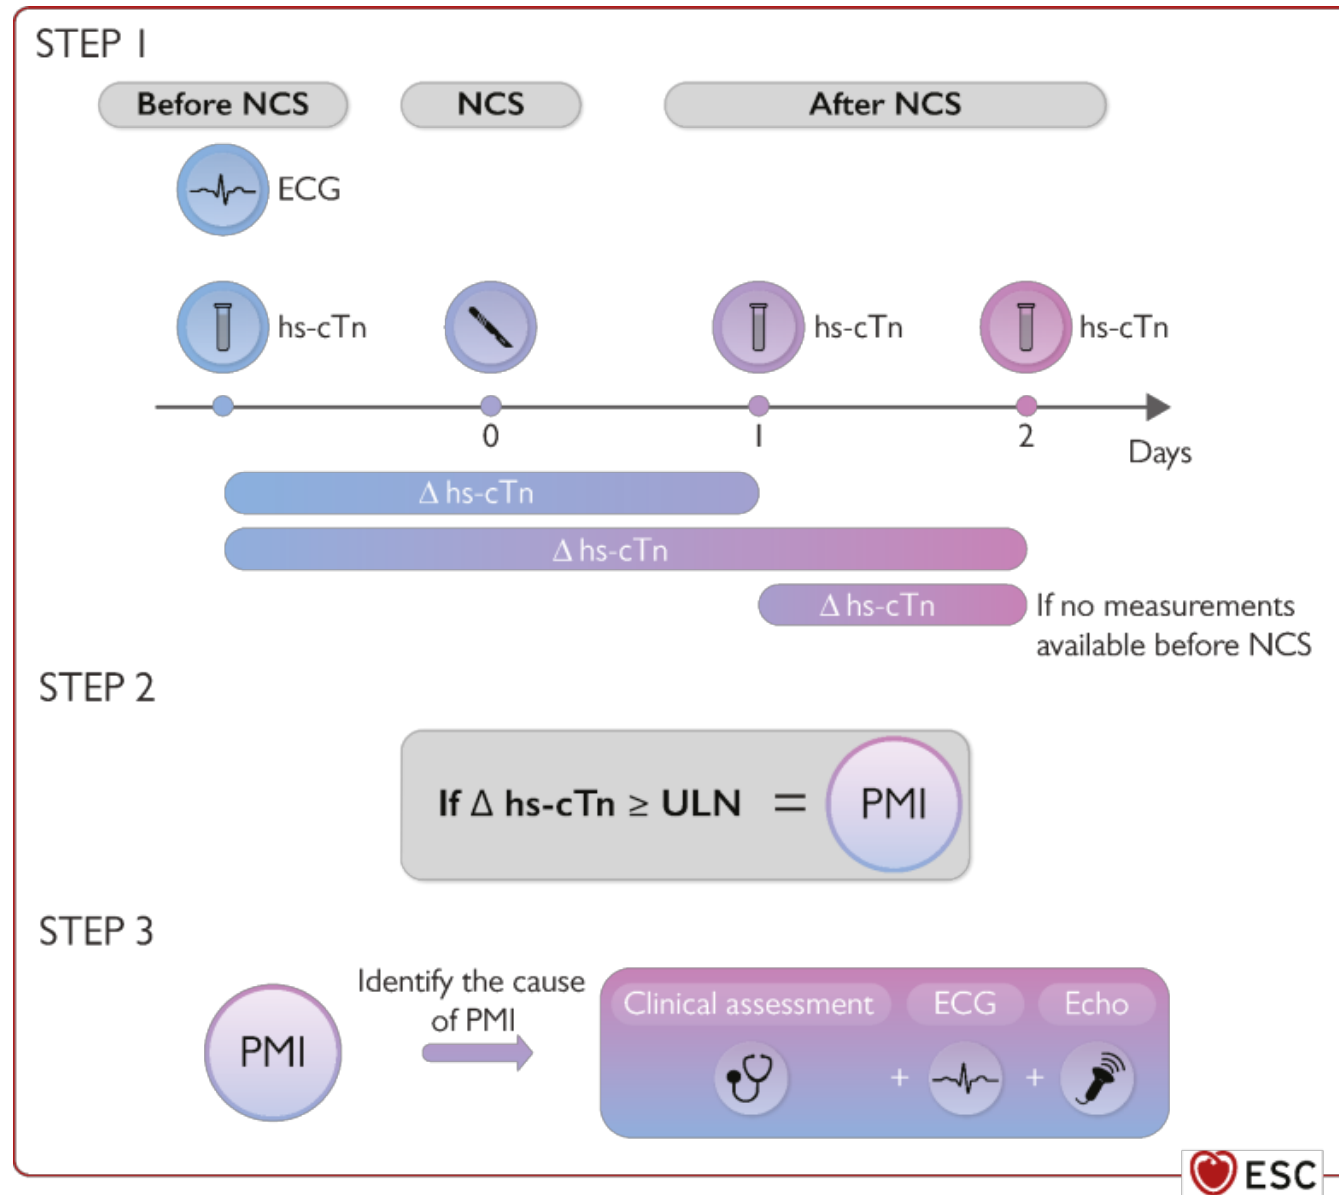 STEP 1
Before NCS
NCS
After NCS
ECG
hs-cTn
hs-cTn
hs-cTn
0
1
2
Days
Δ hs-cTn
Δ hs-cTn
Δ hs-cTn
If no measurements
available before NCS
STEP 2
If Δ hs-cTn ≥ ULN = PMI
STEP 3
PMI
Identify the cause
of PMI
Clinical assessment
ECG
Echo
+
+
ESC